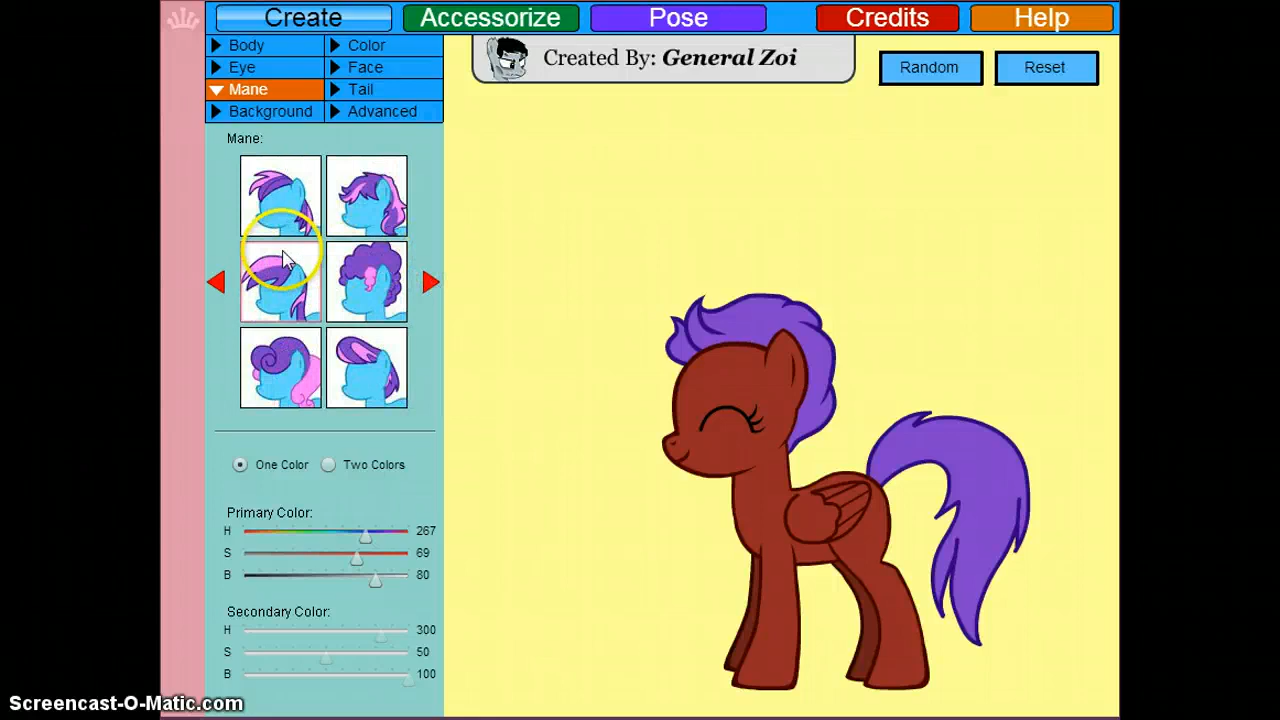 Create Accessorize Pose Credits Help
Body Color
Eye Face
Mane Tail
Background Advanced
Created By: General Zoi
Random Reset
Mane:
One Color Two Colors
Primary Color:
H 267
S 69
B 80
Secondary Color:
H 300
S 50
B 100
Screencast-O-Matic.com